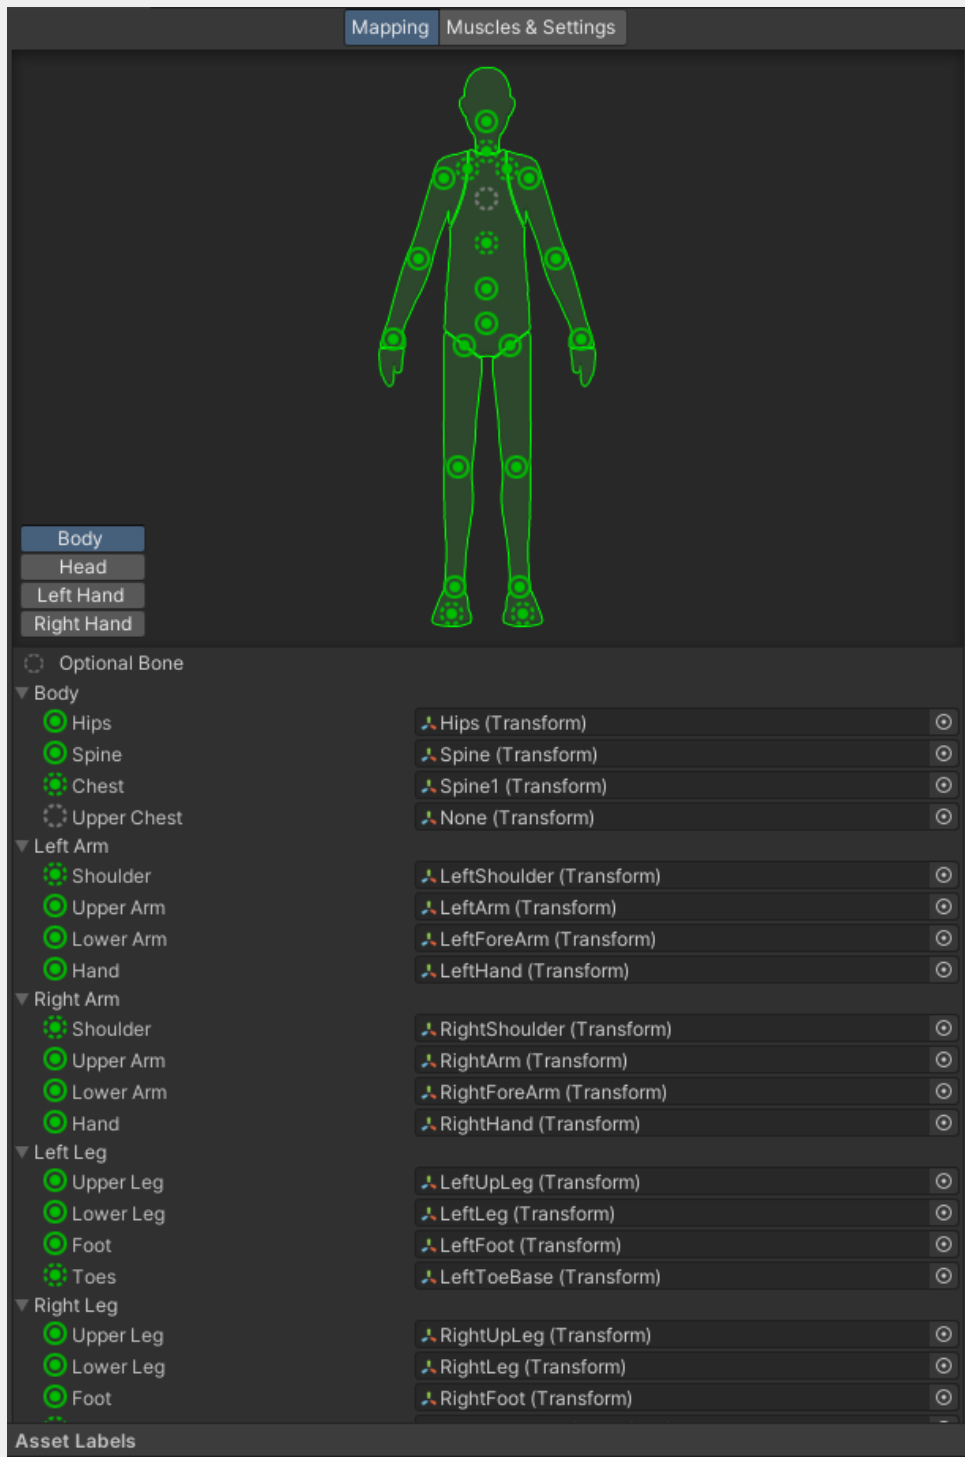 Mapping Muscles & Settings
Body
Head
Left Hand
Right Hand
Optional Bone
Body
Hips Hips (Transform)
Spine Spine (Transform)
Chest Spine1 (Transform)
Upper Chest None (Transform)
Left Arm
Shoulder LeftShoulder (Transform)
Upper Arm LeftArm (Transform)
Lower Arm LeftForeArm (Transform)
Hand LeftHand (Transform)
Right Arm
Shoulder RightShoulder (Transform)
Upper Arm RightArm (Transform)
Lower Arm RightForeArm (Transform)
Hand RightHand (Transform)
Left Leg
Upper Leg LeftUpLeg (Transform)
Lower Leg LeftLeg (Transform)
Foot LeftFoot (Transform)
Toes LeftToeBase (Transform)
Right Leg
Upper Leg RightUpLeg (Transform)
Lower Leg RightLeg (Transform)
Foot RightFoot (Transform)
Asset Labels